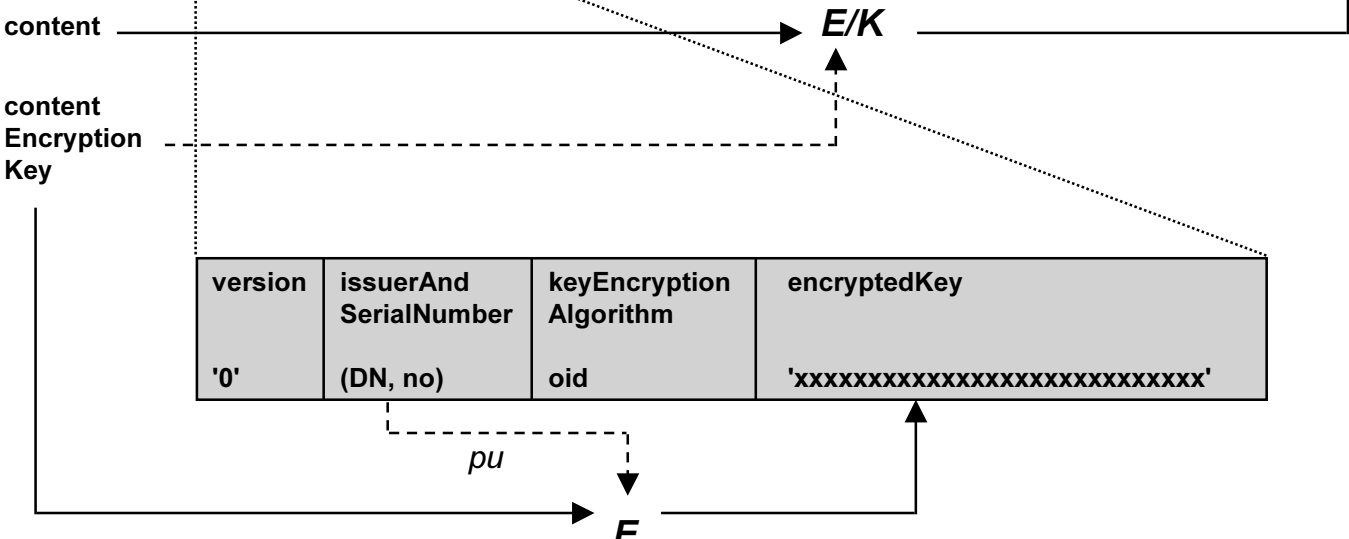 content
E/K
content
Encryption
Key
version
issuerAnd
SerialNumber
keyEncryption
Algorithm
encryptedKey
'0'
(DN, no)
oid
'xxxxxxxxxxxxxxxxxxxxxxxxxxxx'
pu
E